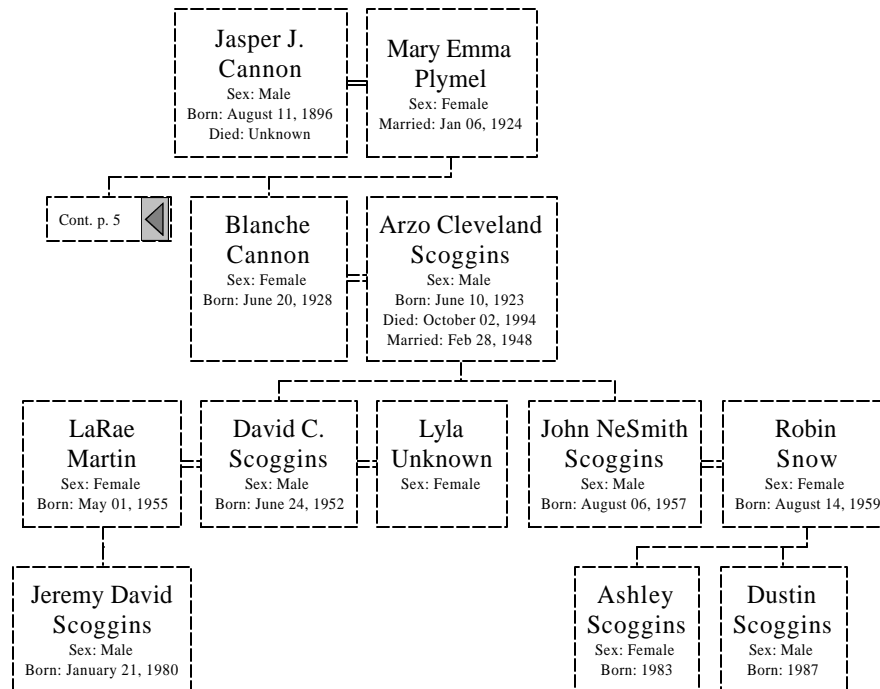 Jasper J.
Cannon
Sex: Male
Born: August 11, 1896
Died: Unknown
Mary Emma
Plymel
Sex: Female
Married: Jan 06, 1924
Cont. p. 5
Blanche
Cannon
Sex: Female
Born: June 20, 1928
Arzo Cleveland
Scoggins
Sex: Male
Born: June 10, 1923
Died: October 02, 1994
Married: Feb 28, 1948
LaRae
Martin
Sex: Female
Born: May 01, 1955
David C.
Scoggins
Sex: Male
Born: June 24, 1952
Lyla
Unknown
Sex: Female
John NeSmith
Scoggins
Sex: Male
Born: August 06, 1957
Robin
Snow
Sex: Female
Born: August 14, 1959
Jeremy David
Scoggins
Sex: Male
Born: January 21, 1980
Ashley
Scoggins
Sex: Female
Born: 1983
Dustin
Scoggins
Sex: Male
Born: 1987